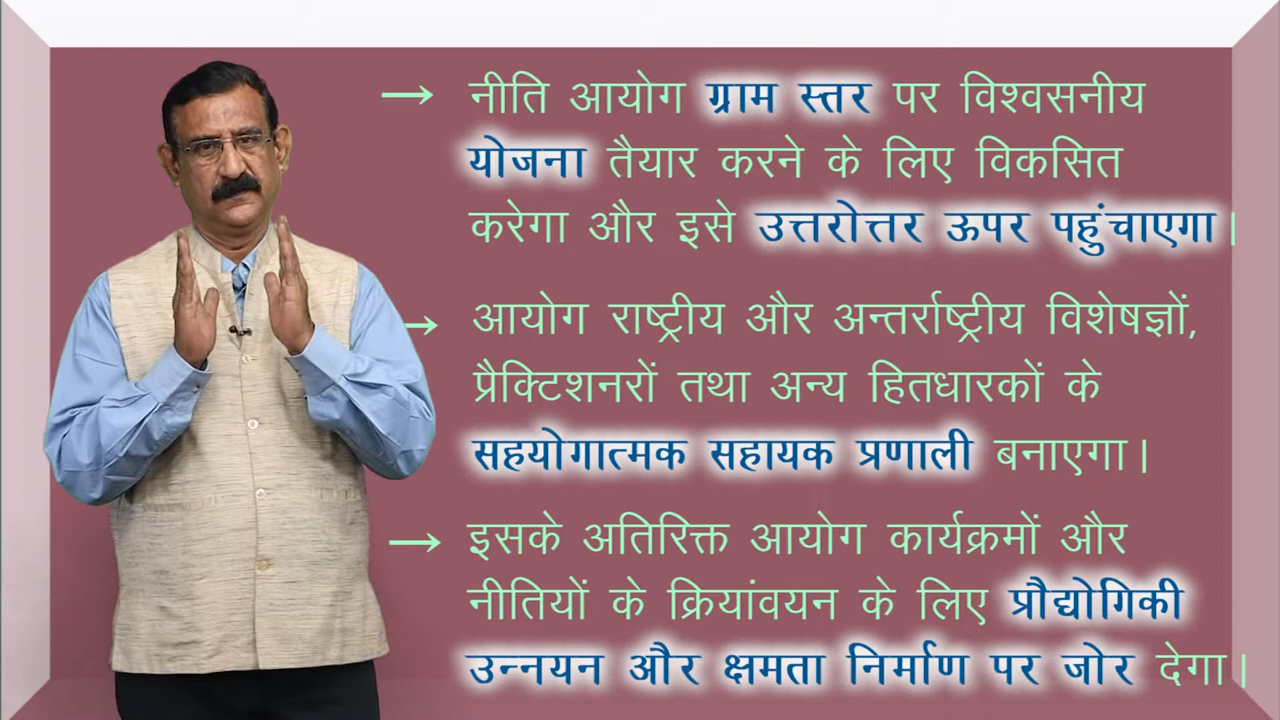 → नीति आयोग ग्राम स्तर पर विश्वसनीय
योजना तैयार करने के लिए विकसित
करेगा और इसे उत्तरोत्तर ऊपर पहुंचाएगा।
→ आयोग राष्ट्रीय और अन्तर्राष्ट्रीय विशेषज्ञों,
प्रैक्टिशनरों तथा अन्य हितधारकों के
सहयोगात्मक सहायक प्रणाली बनाएगा।
→ इसके अतिरिक्त आयोग कार्यक्रमों और
नीतियों के क्रियांवयन के लिए प्रौद्योगिकी
उन्नयन और क्षमता निर्माण पर जोर देगा।